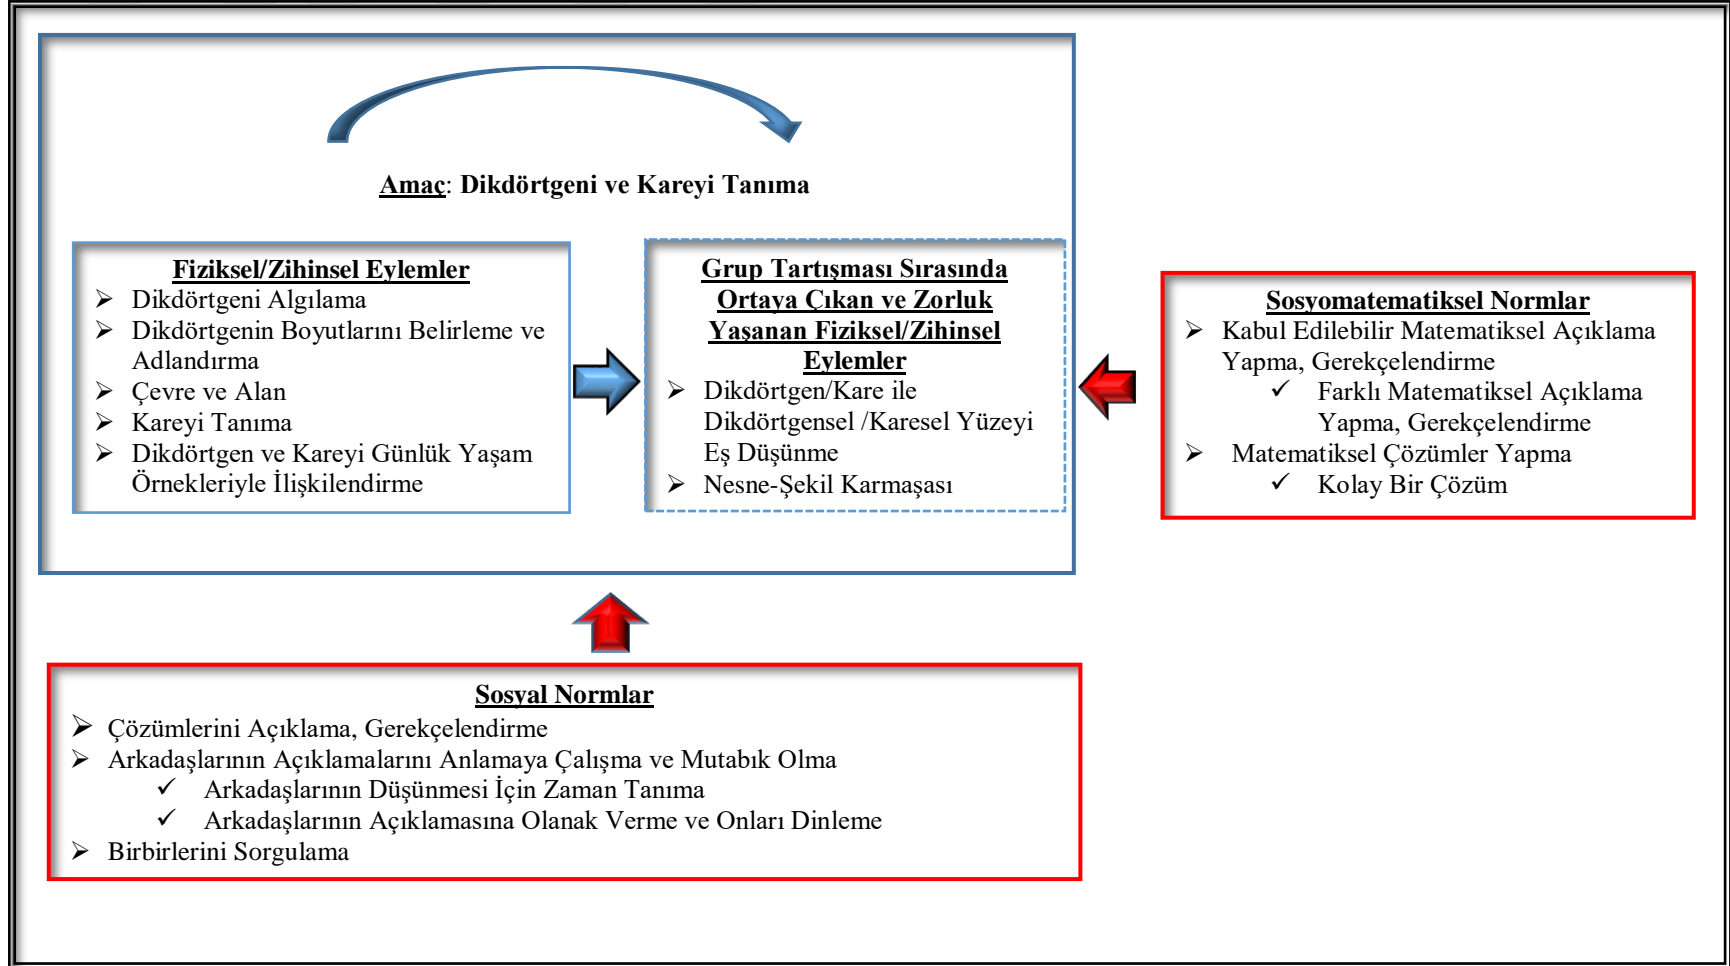 Amaç: Dikdörtgeni ve Kareyi Tanıma
Fiziksel/Zihinsel Eylemler
➢ Dikdörtgeni Algılama
➢ Dikdörtgenin Boyutlarını Belirleme ve
Adlandırma
➢ Çevre ve Alan
➢ Kareyi Tanıma
➢ Dikdörtgen ve Kareyi Günlük Yaşam
Örnekleriyle İlişkilendirme
Grup Tartışması Sırasında
Ortaya Çıkan ve Zorluk
Yaşanan Fiziksel/Zihinsel
Eylemler
➢ Dikdörtgen/Kare ile
Dikdörtgensel /Karesel Yüzeyi
Eş Düşünme
➢ Nesne-Şekil Karmaşası
Sosyomatematiksel Normlar
➢ Kabul Edilebilir Matematiksel Açıklama
Yapma, Gerekçelendirme
✓ Farklı Matematiksel Açıklama
Yapma, Gerekçelendirme
➢ Matematiksel Çözümler Yapma
✓ Kolay Bir Çözüm
Sosyal Normlar
➢ Çözümlerini Açıklama, Gerekçelendirme
➢ Arkadaşlarının Açıklamalarını Anlamaya Çalışma ve Mutabık Olma
✓ Arkadaşlarının Düşünmesi İçin Zaman Tanıma
✓ Arkadaşlarının Açıklamasına Olanak Verme ve Onları Dinleme
➢ Birbirlerini Sorgulama